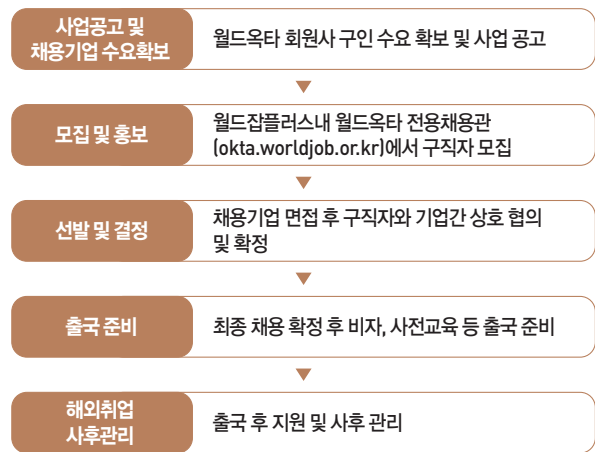 사업공고 및
채용기업 수요확보
월드옥타 회원사 구인 수요 확보 및 사업 공고
모집 및 홍보
월드잡플러스내 월드옥타 전용채용관
(okta.worldjob.or.kr)에서 구직자 모집
선발 및 결정
채용기업 면접 후 구직자와 기업간 상호 협의
및 확정
출국 준비
최종 채용 확정 후 비자, 사전교육 등 출국 준비
해외취업
사후관리
출국 후 지원 및 사후 관리